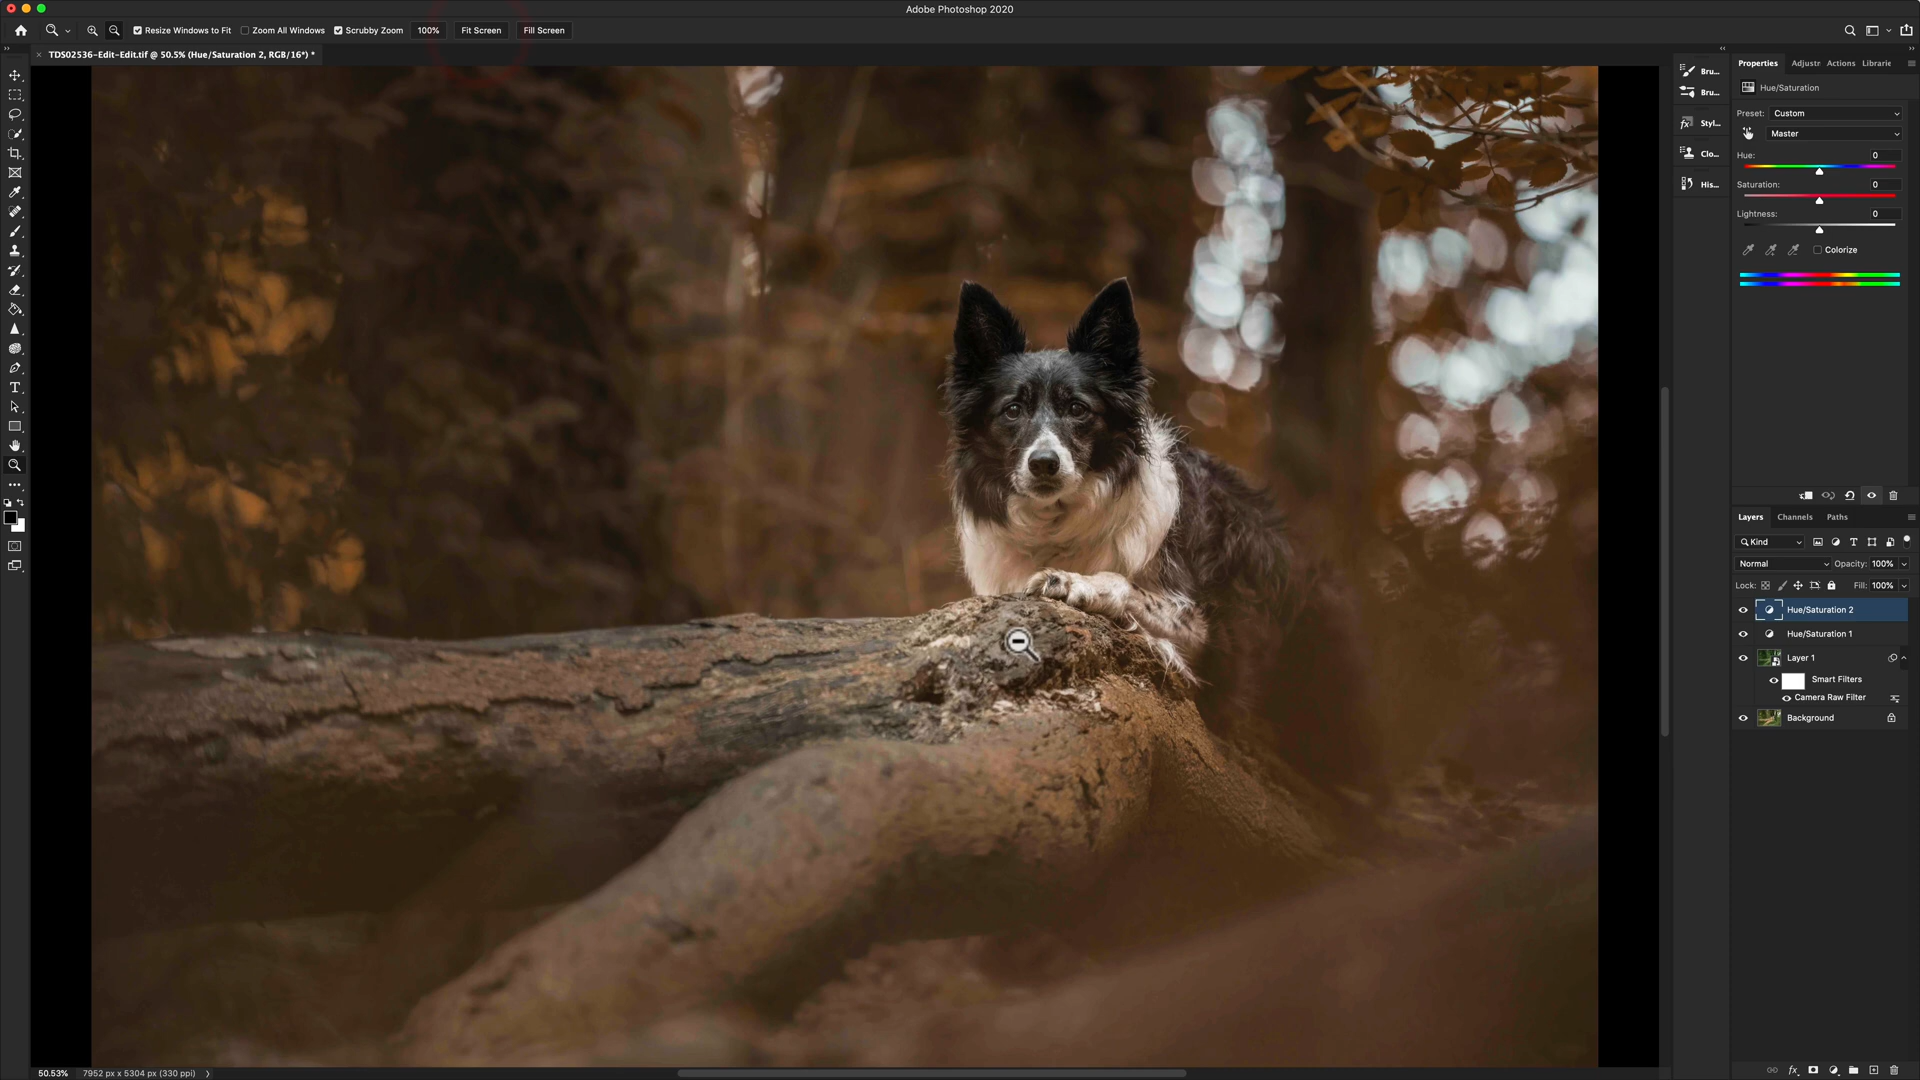 Adobe Photoshop 2020
Resize Windows to Fit Zoom All Windows Scrubby Zoom 100% Fit Screen Fill Screen
TDS02536-Edit-Edit.tif @ 50.5% (Hue/Saturation 2, RGB/16*) *
Bru...
Bru...
Styl...
Clo...
His...
Properties Adjustr Actions Librarie
Hue/Saturation
Preset: Custom
Master
Hue: 0
Saturation: 0
Lightness: 0
Colorize
Layers Channels Paths
Kind
Normal Opacity: 100%
Lock: Fill: 100%
Hue/Saturation 2
Hue/Saturation 1
Layer 1
Smart Filters
Camera Raw Filter
Background
50.53% 7952 px x 5304 px (330 ppi)